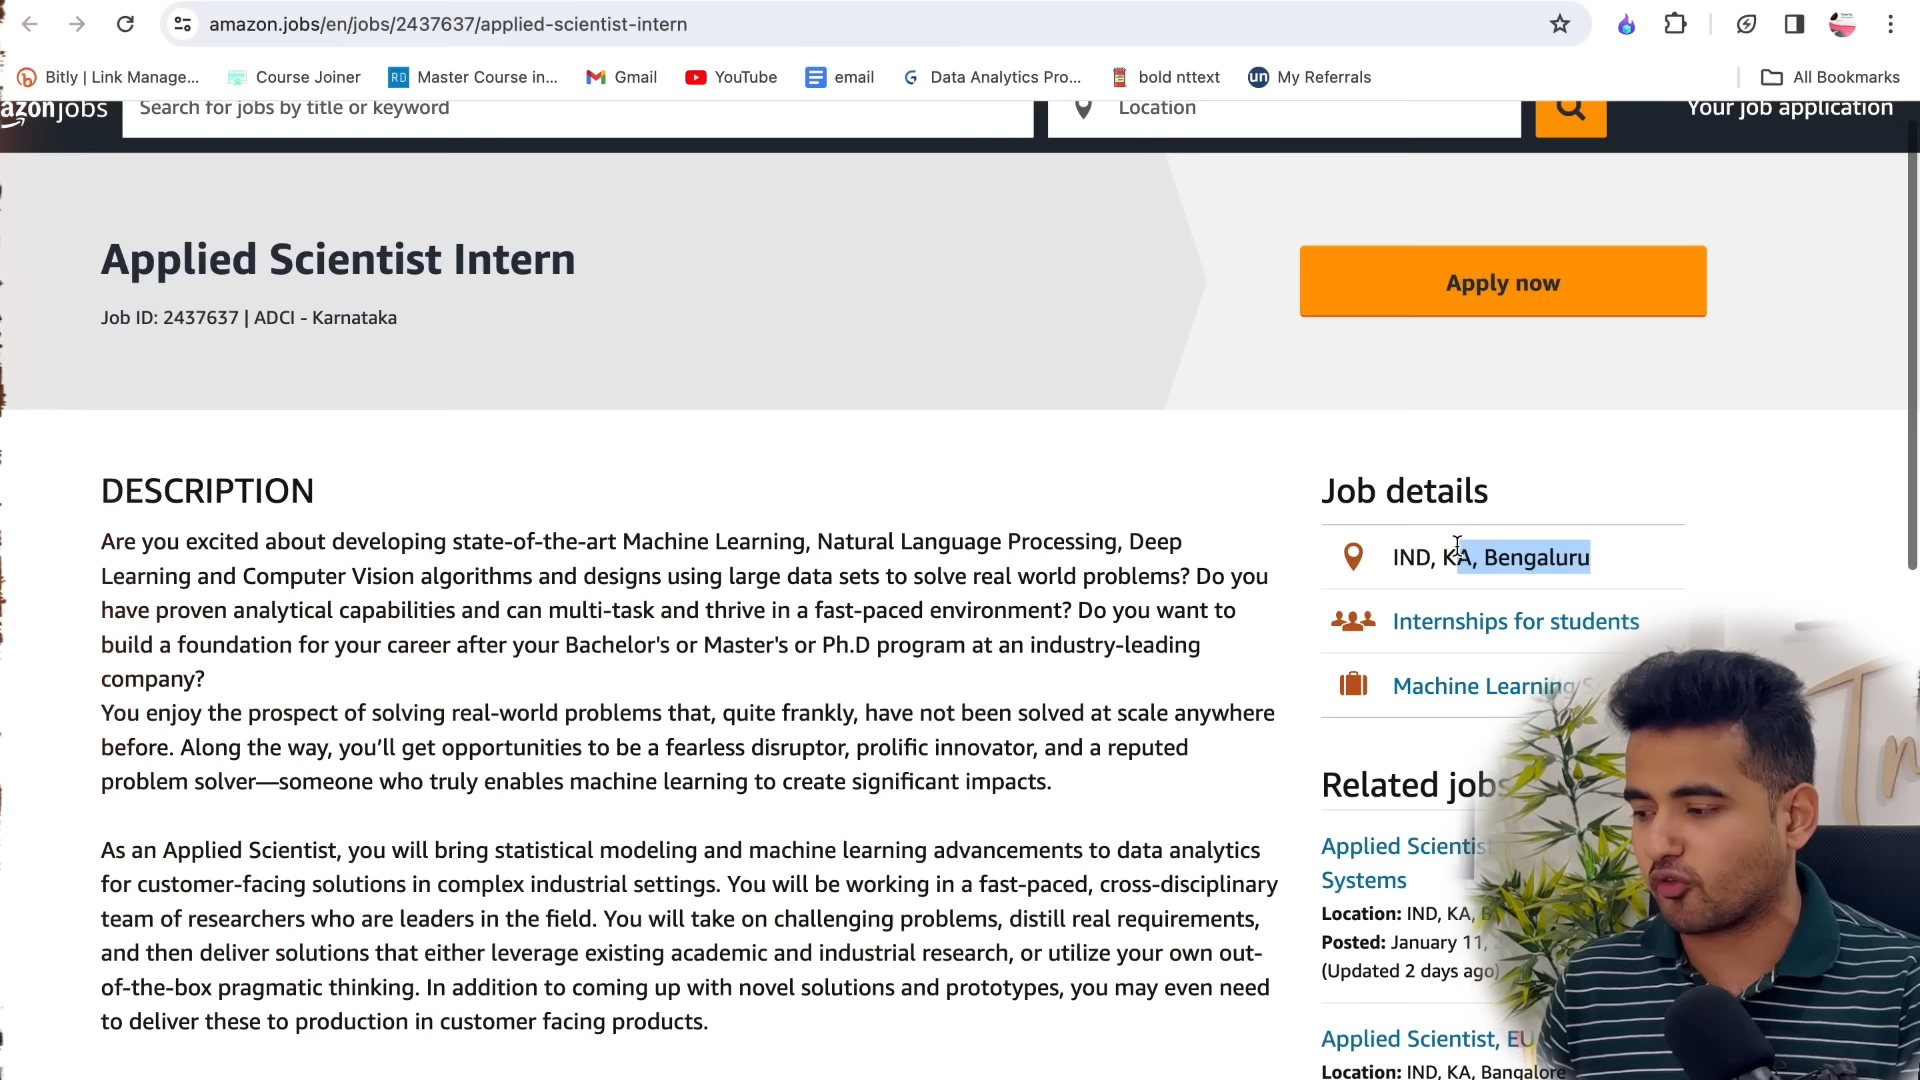 amazon.jobs/en/jobs/2437637/applied-scientist-intern
Bitly | Link Manage...
Course Joiner
RD
Master Course in...
Gmail
YouTube
email
Data Analytics Pro...
bold nttext
un
My Referrals
All Bookmarks
azon jobs
Search for jobs by title or keyword
Location
Your job application
Applied Scientist Intern
Job ID: 2437637 | ADCI - Karnataka
Apply now
DESCRIPTION
Are you excited about developing state-of-the-art Machine Learning, Natural Language Processing, Deep
Learning and Computer Vision algorithms and designs using large data sets to solve real world problems? Do you
have proven analytical capabilities and can multi-task and thrive in a fast-paced environment? Do you want to
build a foundation for your career after your Bachelor's or Master's or Ph.D program at an industry-leading
company?
You enjoy the prospect of solving real-world problems that, quite frankly, have not been solved at scale anywhere
before. Along the way, you’ll get opportunities to be a fearless disruptor, prolific innovator, and a reputed
problem solver—someone who truly enables machine learning to create significant impacts.
As an Applied Scientist, you will bring statistical modeling and machine learning advancements to data analytics
for customer-facing solutions in complex industrial settings. You will be working in a fast-paced, cross-disciplinary
team of researchers who are leaders in the field. You will take on challenging problems, distill real requirements,
and then deliver solutions that either leverage existing academic and industrial research, or utilize your own out-
of-the-box pragmatic thinking. In addition to coming up with novel solutions and prototypes, you may even need
to deliver these to production in customer facing products.
Job details
IND, KA, Bengaluru
Internships for students
Machine Learning
Related jobs
Applied Scientist
Systems
Location: IND, KA,
Posted: January 11,
(Updated 2 days ago)
Applied Scientist, EU
Location: IND, KA, Bangalore